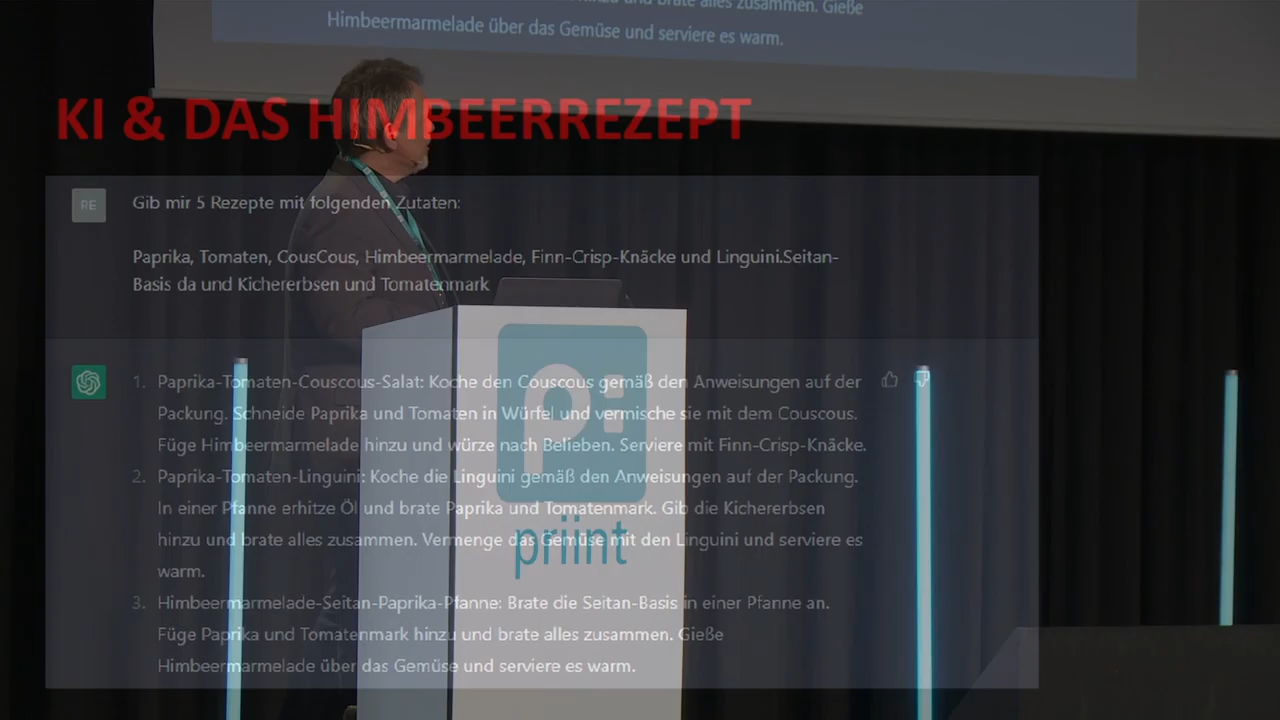 hinzu und brate alles zusammen. Gieße
Himbeermarmelade über das Gemüse und serviere es warm.
KI & DAS HIMBEERREZEPT
RE
Gib mir 5 Rezepte mit folgenden Zutaten:
Paprika, Tomaten, CousCous, Himbeermarmelade, Finn-Crisp-Knäcke und Linguini.Seitan-
Basis da und Kichererbsen und Tomatenmark
1. Paprika-Tomaten-Couscous-Salat: Koche den Couscous gemäß den Anweisungen auf der
Packung. Schneide Paprika und Tomaten in Würfel und vermische sie mit dem Couscous.
Füge Himbeermarmelade hinzu und würze nach Belieben. Serviere mit Finn-Crisp-Knäcke.
2. Paprika-Tomaten-Linguini: Koche die Linguini gemäß den Anweisungen auf der Packung.
In einer Pfanne erhitze Öl und brate Paprika und Tomatenmark. Gib die Kichererbsen
hinzu und brate alles zusammen. Vermenge das Gemüse mit den Linguini und serviere es
warm.
3. Himbeermarmelade-Seitan-Paprika-Pfanne: Brate die Seitan-Basis in einer Pfanne an.
Füge Paprika und Tomatenmark hinzu und brate alles zusammen. Gieße
Himbeermarmelade über das Gemüse und serviere es warm.
p:
priint